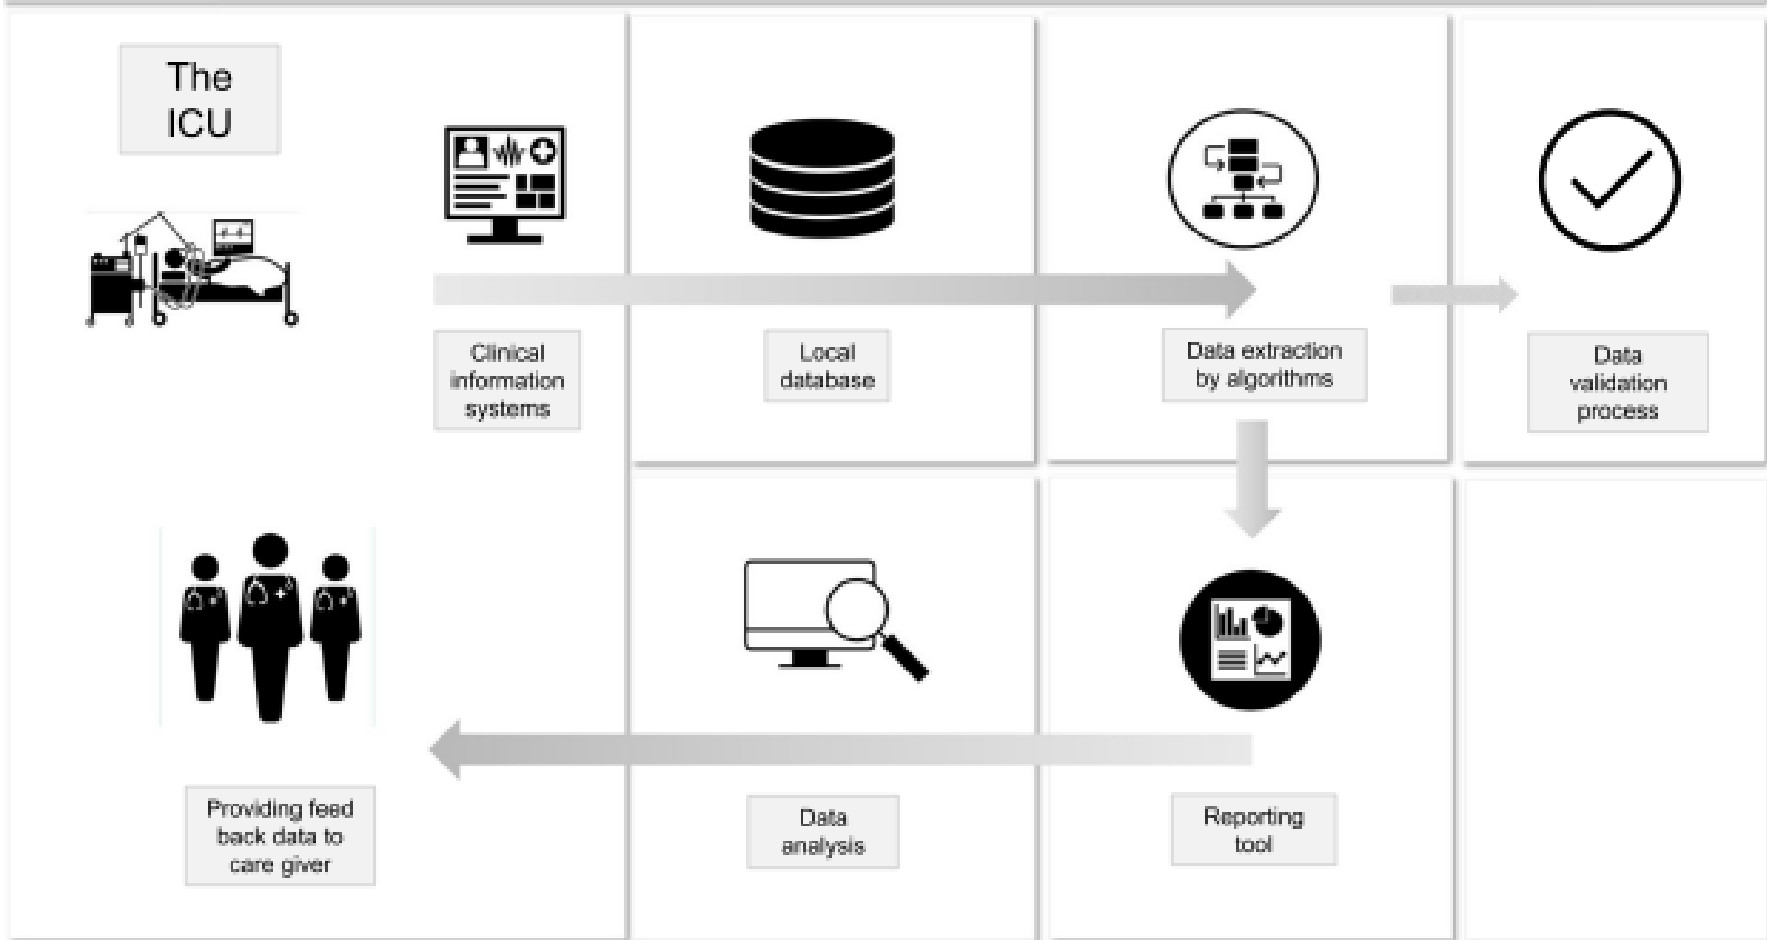 The
ICU
Clinical
information
systems
Local
database
Data extraction
by algorithms
Data
validation
process
Providing feed
back data to
care giver
Data
analysis
Reporting
tool